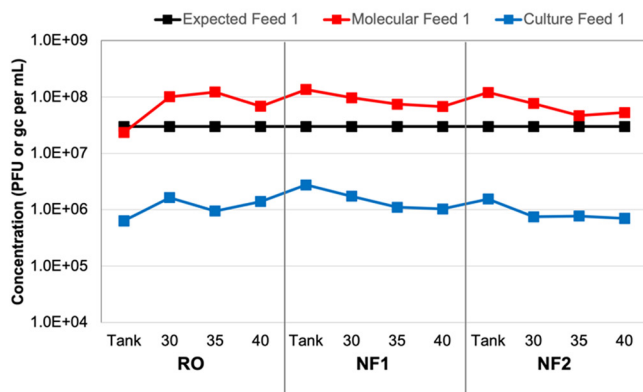 Expected Feed 1 Molecular Feed 1 Culture Feed 1
Concentration (PFU or gc per mL)
1.0E+09
1.0E+08
1.0E+07
1.0E+06
1.0E+05
1.0E+04
Tank 30 35 40 Tank 30 35 40 Tank 30 35 40
RO NF1 NF2